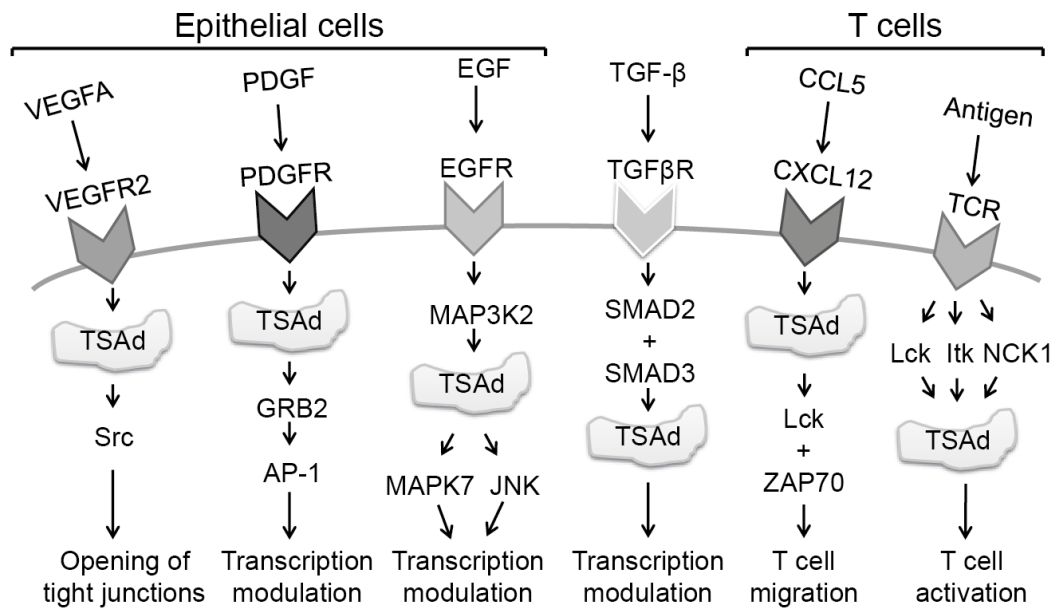 Epithelial cells
T cells
VEGFA
PDGF
EGF
TGF-β
CCL5
Antigen
VEGFR2
PDGFR
EGFR
TGFβR
CXCL12
TCR
TSAd
TSAd
MAP3K2
SMAD2
+
SMAD3
TSAd
Lck Itk NCK1
Src
GRB2
AP-1
TSAd
MAPK7 JNK
TSAd
Lck
+
ZAP70
TSAd
Opening of
tight junctions
Transcription
modulation
Transcription
modulation
Transcription
modulation
T cell
migration
T cell
activation